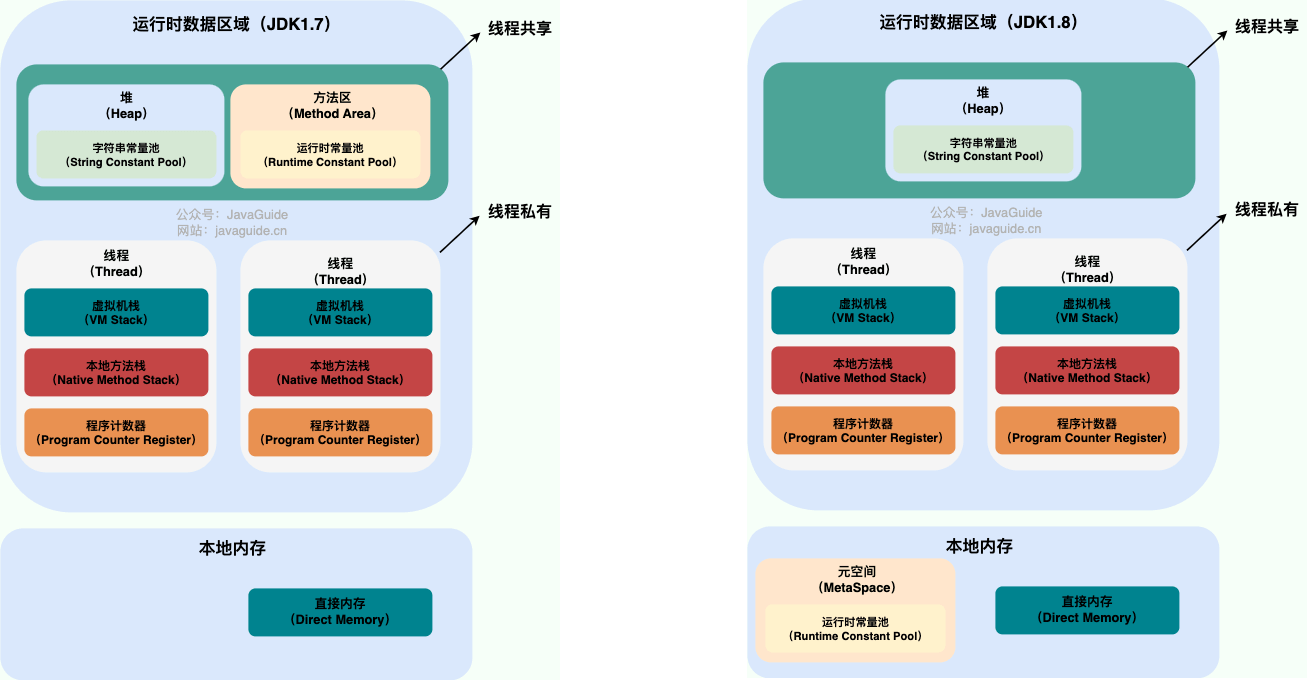 运行时数据区域（JDK1.7）
线程共享
堆
（Heap）
字符串常量池
（String Constant Pool）
方法区
（Method Area）
运行时常量池
（Runtime Constant Pool）
公众号：JavaGuide
网站：javaguide.cn
线程私有
线程
（Thread）
虚拟机栈
（VM Stack）
本地方法栈
（Native Method Stack）
程序计数器
（Program Counter Register）
线程
（Thread）
虚拟机栈
（VM Stack）
本地方法栈
（Native Method Stack）
程序计数器
（Program Counter Register）
本地内存
直接内存
（Direct Memory）
运行时数据区域（JDK1.8）
线程共享
堆
（Heap）
字符串常量池
（String Constant Pool）
公众号：JavaGuide
网站：javaguide.cn
线程私有
线程
（Thread）
虚拟机栈
（VM Stack）
本地方法栈
（Native Method Stack）
程序计数器
（Program Counter Register）
线程
（Thread）
虚拟机栈
（VM Stack）
本地方法栈
（Native Method Stack）
程序计数器
（Program Counter Register）
本地内存
元空间
（MetaSpace）
运行时常量池
（Runtime Constant Pool）
直接内存
（Direct Memory）